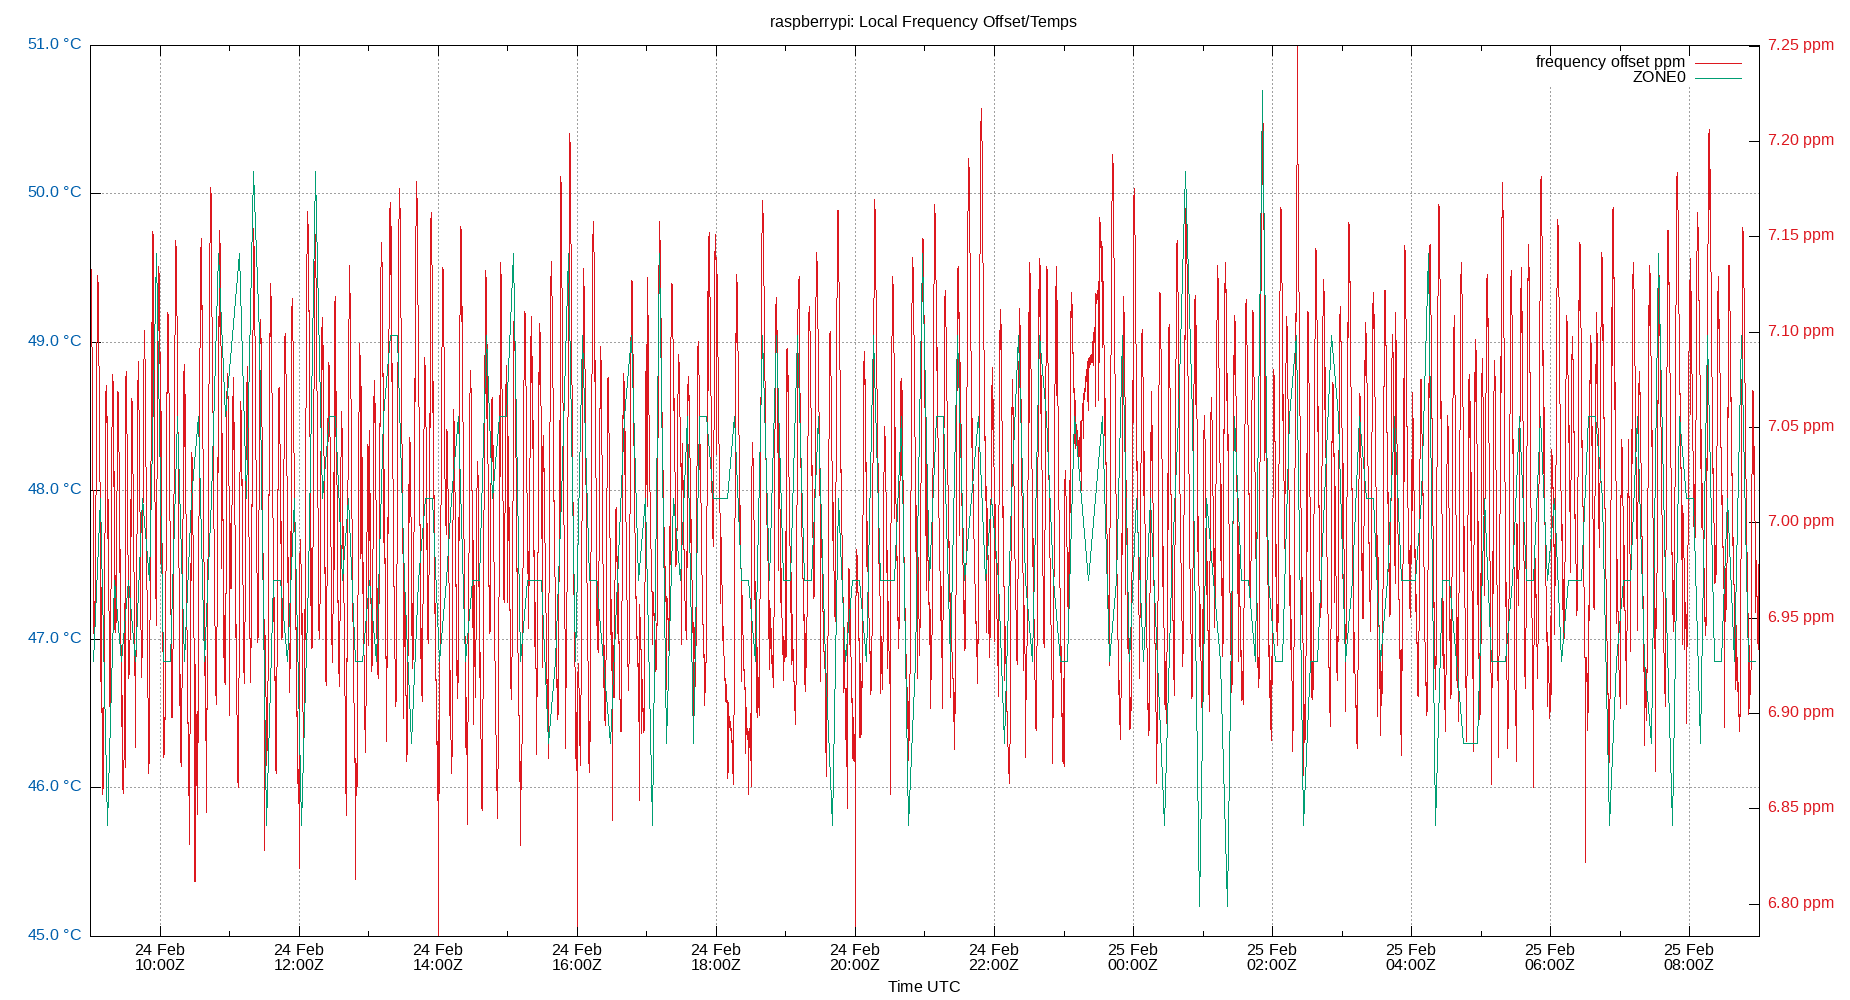 raspberrypi: Local Frequency Offset/Temps
51.0 °C
50.0 °C
49.0 °C
48.0 °C
47.0 °C
46.0 °C
45.0 °C
7.25 ppm
7.20 ppm
7.15 ppm
7.10 ppm
7.05 ppm
7.00 ppm
6.95 ppm
6.90 ppm
6.85 ppm
6.80 ppm
frequency offset ppm
ZONE0
24 Feb
10:00Z
24 Feb
12:00Z
24 Feb
14:00Z
24 Feb
16:00Z
24 Feb
18:00Z
24 Feb
20:00Z
24 Feb
22:00Z
25 Feb
00:00Z
25 Feb
02:00Z
25 Feb
04:00Z
25 Feb
06:00Z
25 Feb
08:00Z
Time UTC